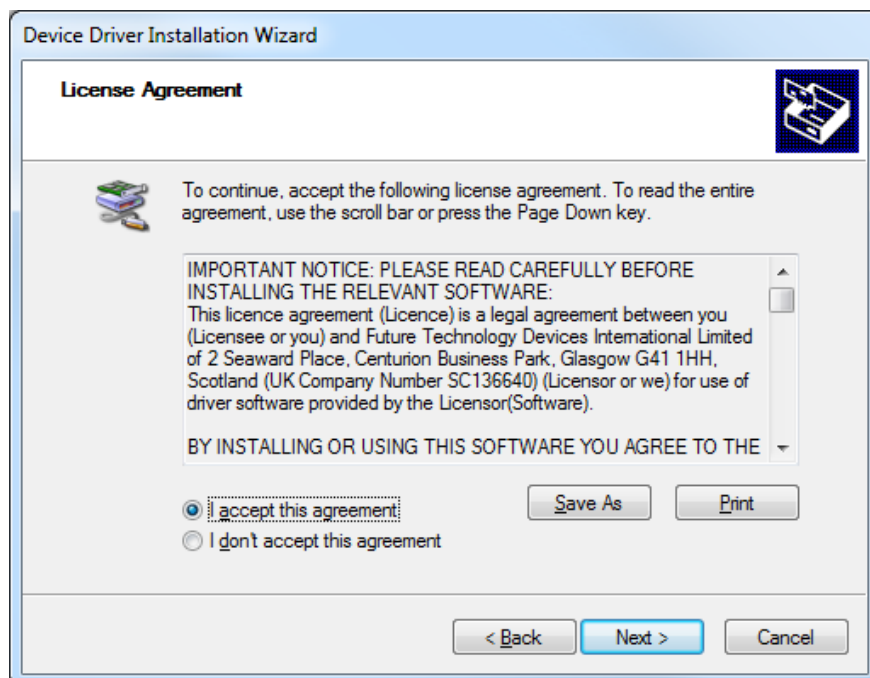 Device Driver Installation Wizard
License Agreement
To continue, accept the following license agreement. To read the entire
agreement, use the scroll bar or press the Page Down key.
IMPORTANT NOTICE: PLEASE READ CAREFULLY BEFORE
INSTALLING THE RELEVANT SOFTWARE:
This licence agreement (Licence) is a legal agreement between you
(Licensee or you) and Future Technology Devices International Limited
of 2 Seaward Place, Centurion Business Park, Glasgow G41 1HH,
Scotland (UK Company Number SC136640) (Licensor or we) for use of
driver software provided by the Licensor(Software).
BY INSTALLING OR USING THIS SOFTWARE YOU AGREE TO THE
I accept this agreement
Save As
Print
I don't accept this agreement
< Back
Next >
Cancel